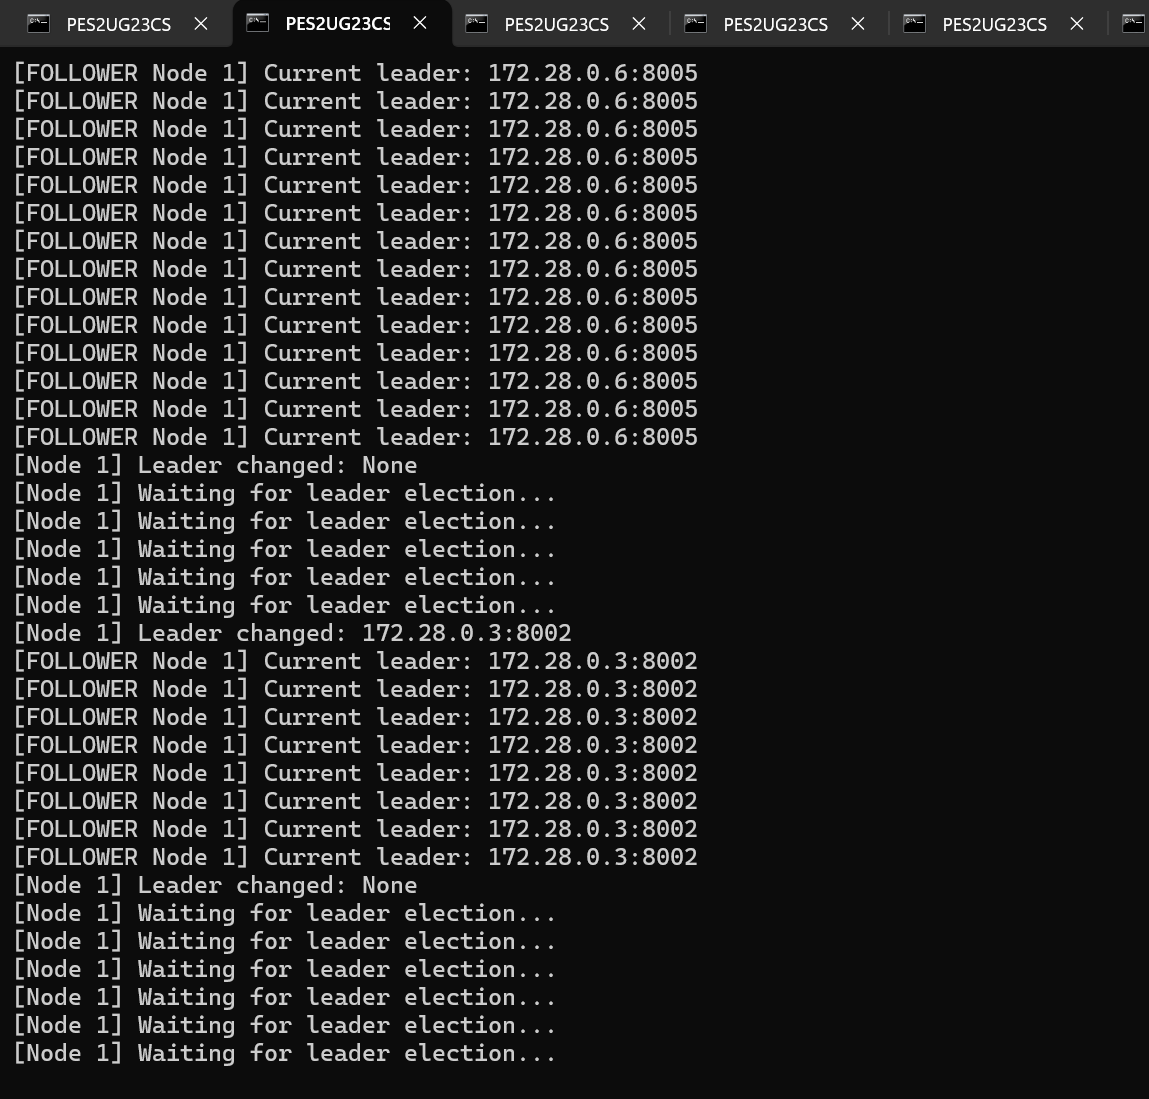 PES2UG23CS PES2UG23CS PES2UG23CS PES2UG23CS PES2UG23CS
[FOLLOWER Node 1] Current leader: 172.28.0.6:8005
[FOLLOWER Node 1] Current leader: 172.28.0.6:8005
[FOLLOWER Node 1] Current leader: 172.28.0.6:8005
[FOLLOWER Node 1] Current leader: 172.28.0.6:8005
[FOLLOWER Node 1] Current leader: 172.28.0.6:8005
[FOLLOWER Node 1] Current leader: 172.28.0.6:8005
[FOLLOWER Node 1] Current leader: 172.28.0.6:8005
[FOLLOWER Node 1] Current leader: 172.28.0.6:8005
[FOLLOWER Node 1] Current leader: 172.28.0.6:8005
[FOLLOWER Node 1] Current leader: 172.28.0.6:8005
[FOLLOWER Node 1] Current leader: 172.28.0.6:8005
[FOLLOWER Node 1] Current leader: 172.28.0.6:8005
[FOLLOWER Node 1] Current leader: 172.28.0.6:8005
[FOLLOWER Node 1] Current leader: 172.28.0.6:8005
[Node 1] Leader changed: None
[Node 1] Waiting for leader election...
[Node 1] Waiting for leader election...
[Node 1] Waiting for leader election...
[Node 1] Waiting for leader election...
[Node 1] Waiting for leader election...
[Node 1] Leader changed: 172.28.0.3:8002
[FOLLOWER Node 1] Current leader: 172.28.0.3:8002
[FOLLOWER Node 1] Current leader: 172.28.0.3:8002
[FOLLOWER Node 1] Current leader: 172.28.0.3:8002
[FOLLOWER Node 1] Current leader: 172.28.0.3:8002
[FOLLOWER Node 1] Current leader: 172.28.0.3:8002
[FOLLOWER Node 1] Current leader: 172.28.0.3:8002
[FOLLOWER Node 1] Current leader: 172.28.0.3:8002
[FOLLOWER Node 1] Current leader: 172.28.0.3:8002
[Node 1] Leader changed: None
[Node 1] Waiting for leader election...
[Node 1] Waiting for leader election...
[Node 1] Waiting for leader election...
[Node 1] Waiting for leader election...
[Node 1] Waiting for leader election...
[Node 1] Waiting for leader election...